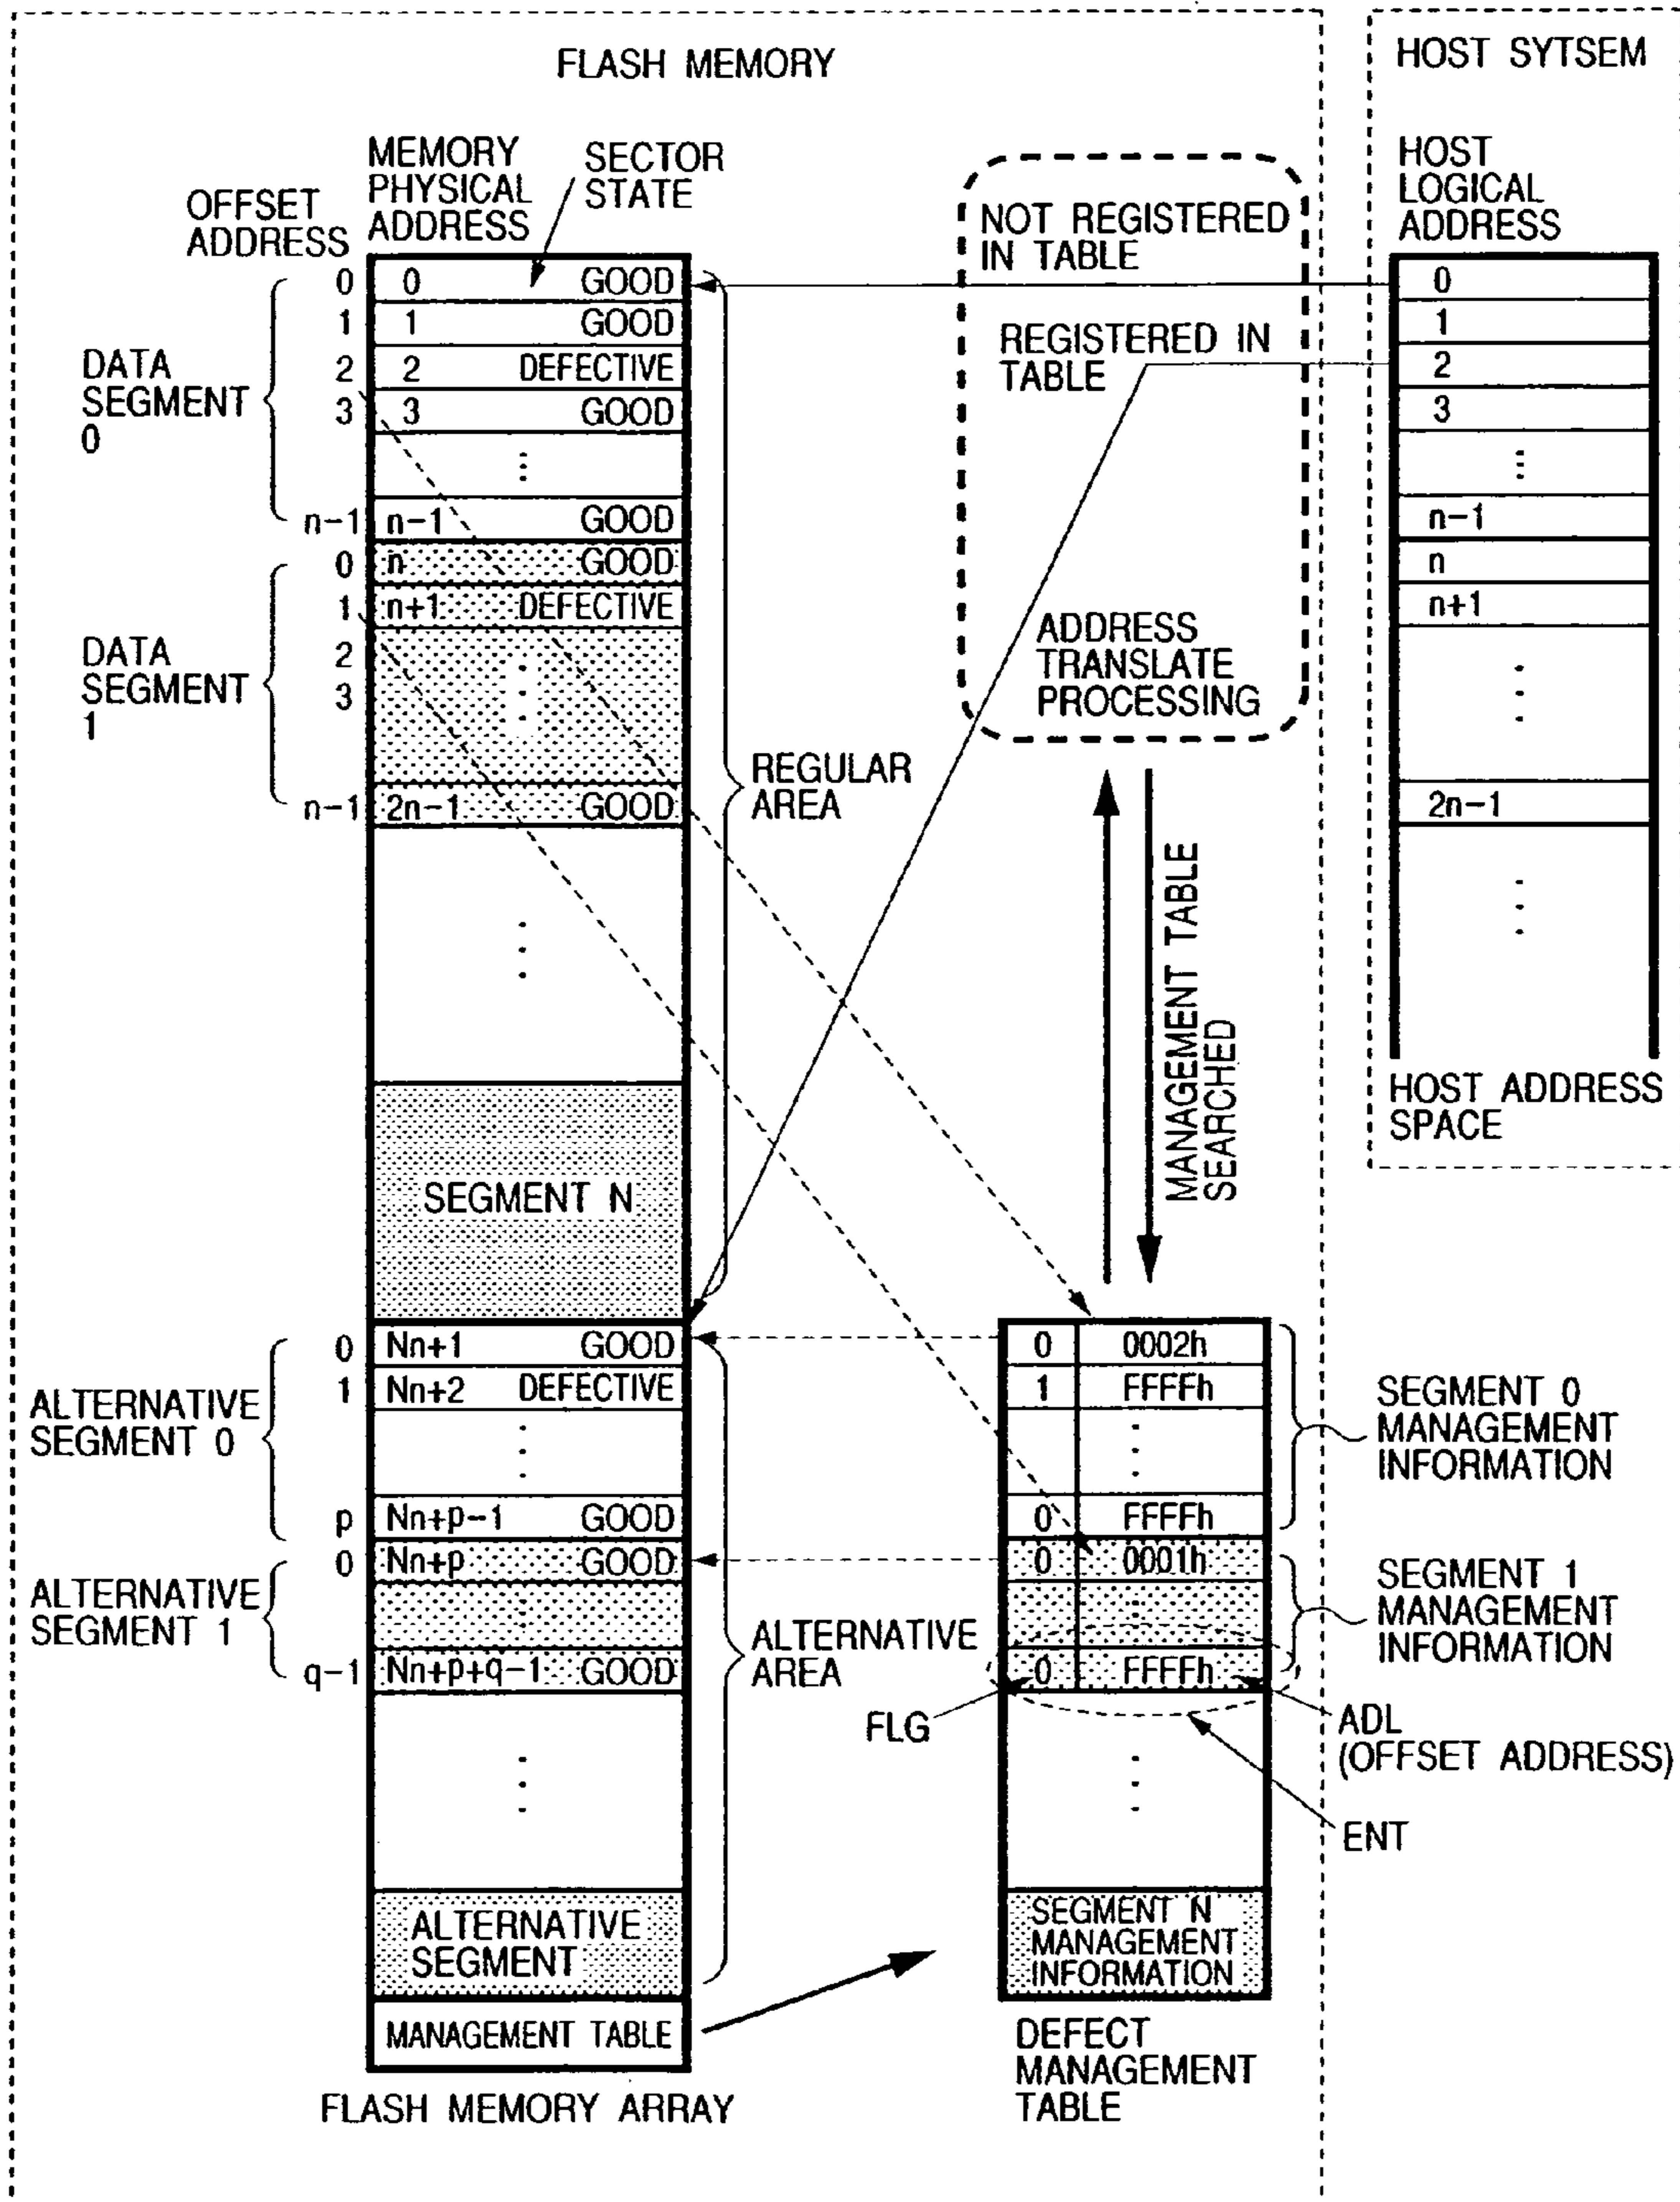 FLASH MEMORY
HOST SYTSEM
OFFSET
ADDRESS
MEMORY
PHYSICAL
ADDRESS
SECTOR
STATE
NOT REGISTERED
IN TABLE
REGISTERED IN
TABLE
ADDRESS
TRANSLATE
PROCESSING
HOST
LOGICAL
ADDRESS
DATA
SEGMENT
0
0 0 GOOD
1 1 GOOD
2 2 DEFECTIVE
3 3 GOOD
n-1 n-1 GOOD
DATA
SEGMENT
1
0 n GOOD
1 n+1 DEFECTIVE
2
3
n-1 2n-1 GOOD
REGULAR
AREA
SEGMENT N
0
1
2
3
n-1
n
n+1
2n-1
HOST ADDRESS
SPACE
MANAGEMENT TABLE
SEARCHED
ALTERNATIVE
SEGMENT 0
0 Nn+1 GOOD
1 Nn+2 DEFECTIVE
p Nn+p-1 GOOD
ALTERNATIVE
SEGMENT 1
0 Nn+p GOOD
q-1 Nn+p+q-1 GOOD
ALTERNATIVE
AREA
ALTERNATIVE
SEGMENT
MANAGEMENT TABLE
FLASH MEMORY ARRAY
0 0002h
1 FFFFh
0 FFFFh
0 0001h
0 FFFFh
SEGMENT 0
MANAGEMENT
INFORMATION
SEGMENT 1
MANAGEMENT
INFORMATION
FLG
ADL
(OFFSET ADDRESS)
ENT
SEGMENT N
MANAGEMENT
INFORMATION
DEFECT
MANAGEMENT
TABLE